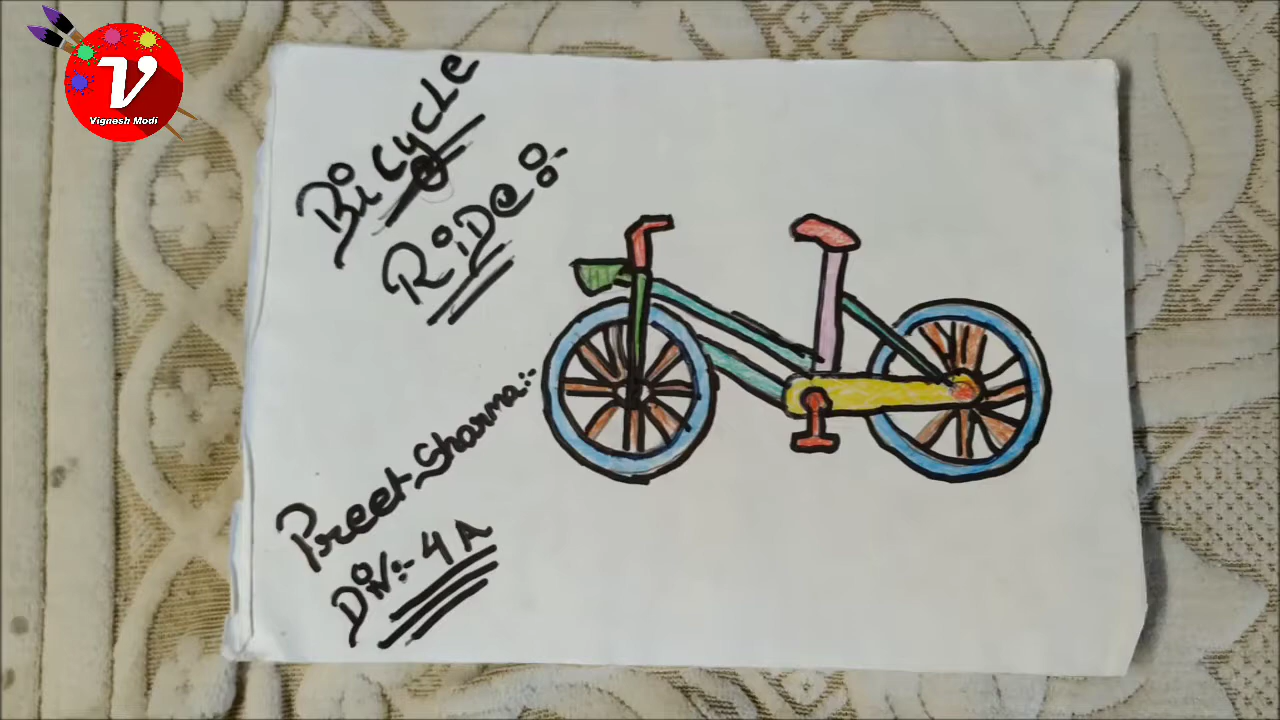 V
Vignesh Modi
BicycLe
RiDe:-
Preet Sharma:-
Div:- 4 A